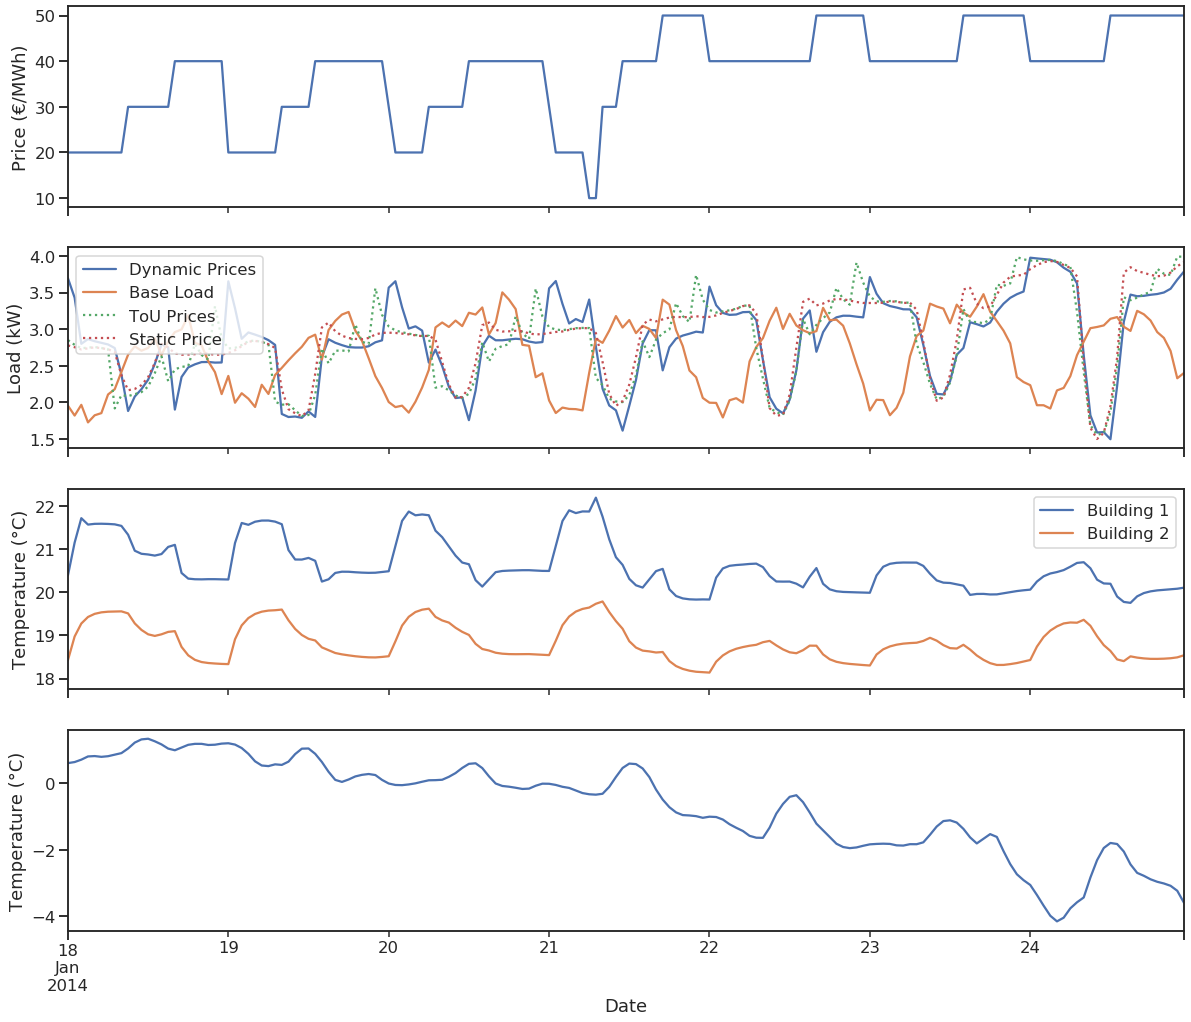 50
40
30
20
10
Price (€/MWh)
4.0
3.5
3.0
2.5
2.0
1.5
Load (kW)
Dynamic Prices
Base Load
ToU Prices
Static Price
22
21
20
19
18
Temperature (°C)
Building 1
Building 2
0
−2
−4
Temperature (°C)
18 19 20 21 22 23 24
Jan
2014
Date